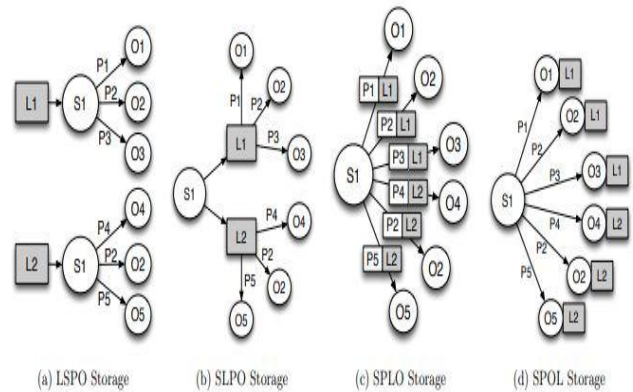 L1
S1
P1
P2
P3
O1
O2
O3
L2
S1
P4
P2
P5
O4
O2
O5
(a) LSPO Storage
S1
L1
P1
P2
P3
O1
O2
O3
L2
P4
P2
P5
O4
O2
O5
(b) SLPO Storage
S1
P1 L1
O1
P2 L1
O2
P3 L1
O3
P4 L2
O4
P2 L2
O2
P5 L2
O5
(c) SPLO Storage
S1
P1
O1 L1
P2
O2 L1
P3
O3 L1
P4
O4 L2
P2
O2 L2
P5
O5 L2
(d) SPOL Storage